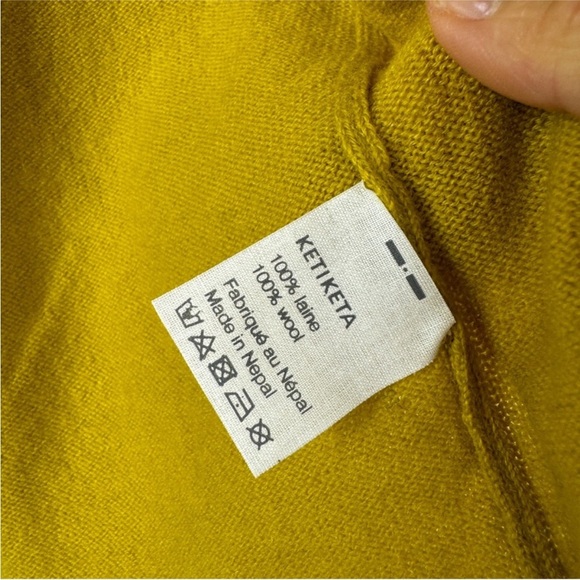 KETIKETA
100% laine
100% wool
Fabriqué au Népal
Made in Nepal